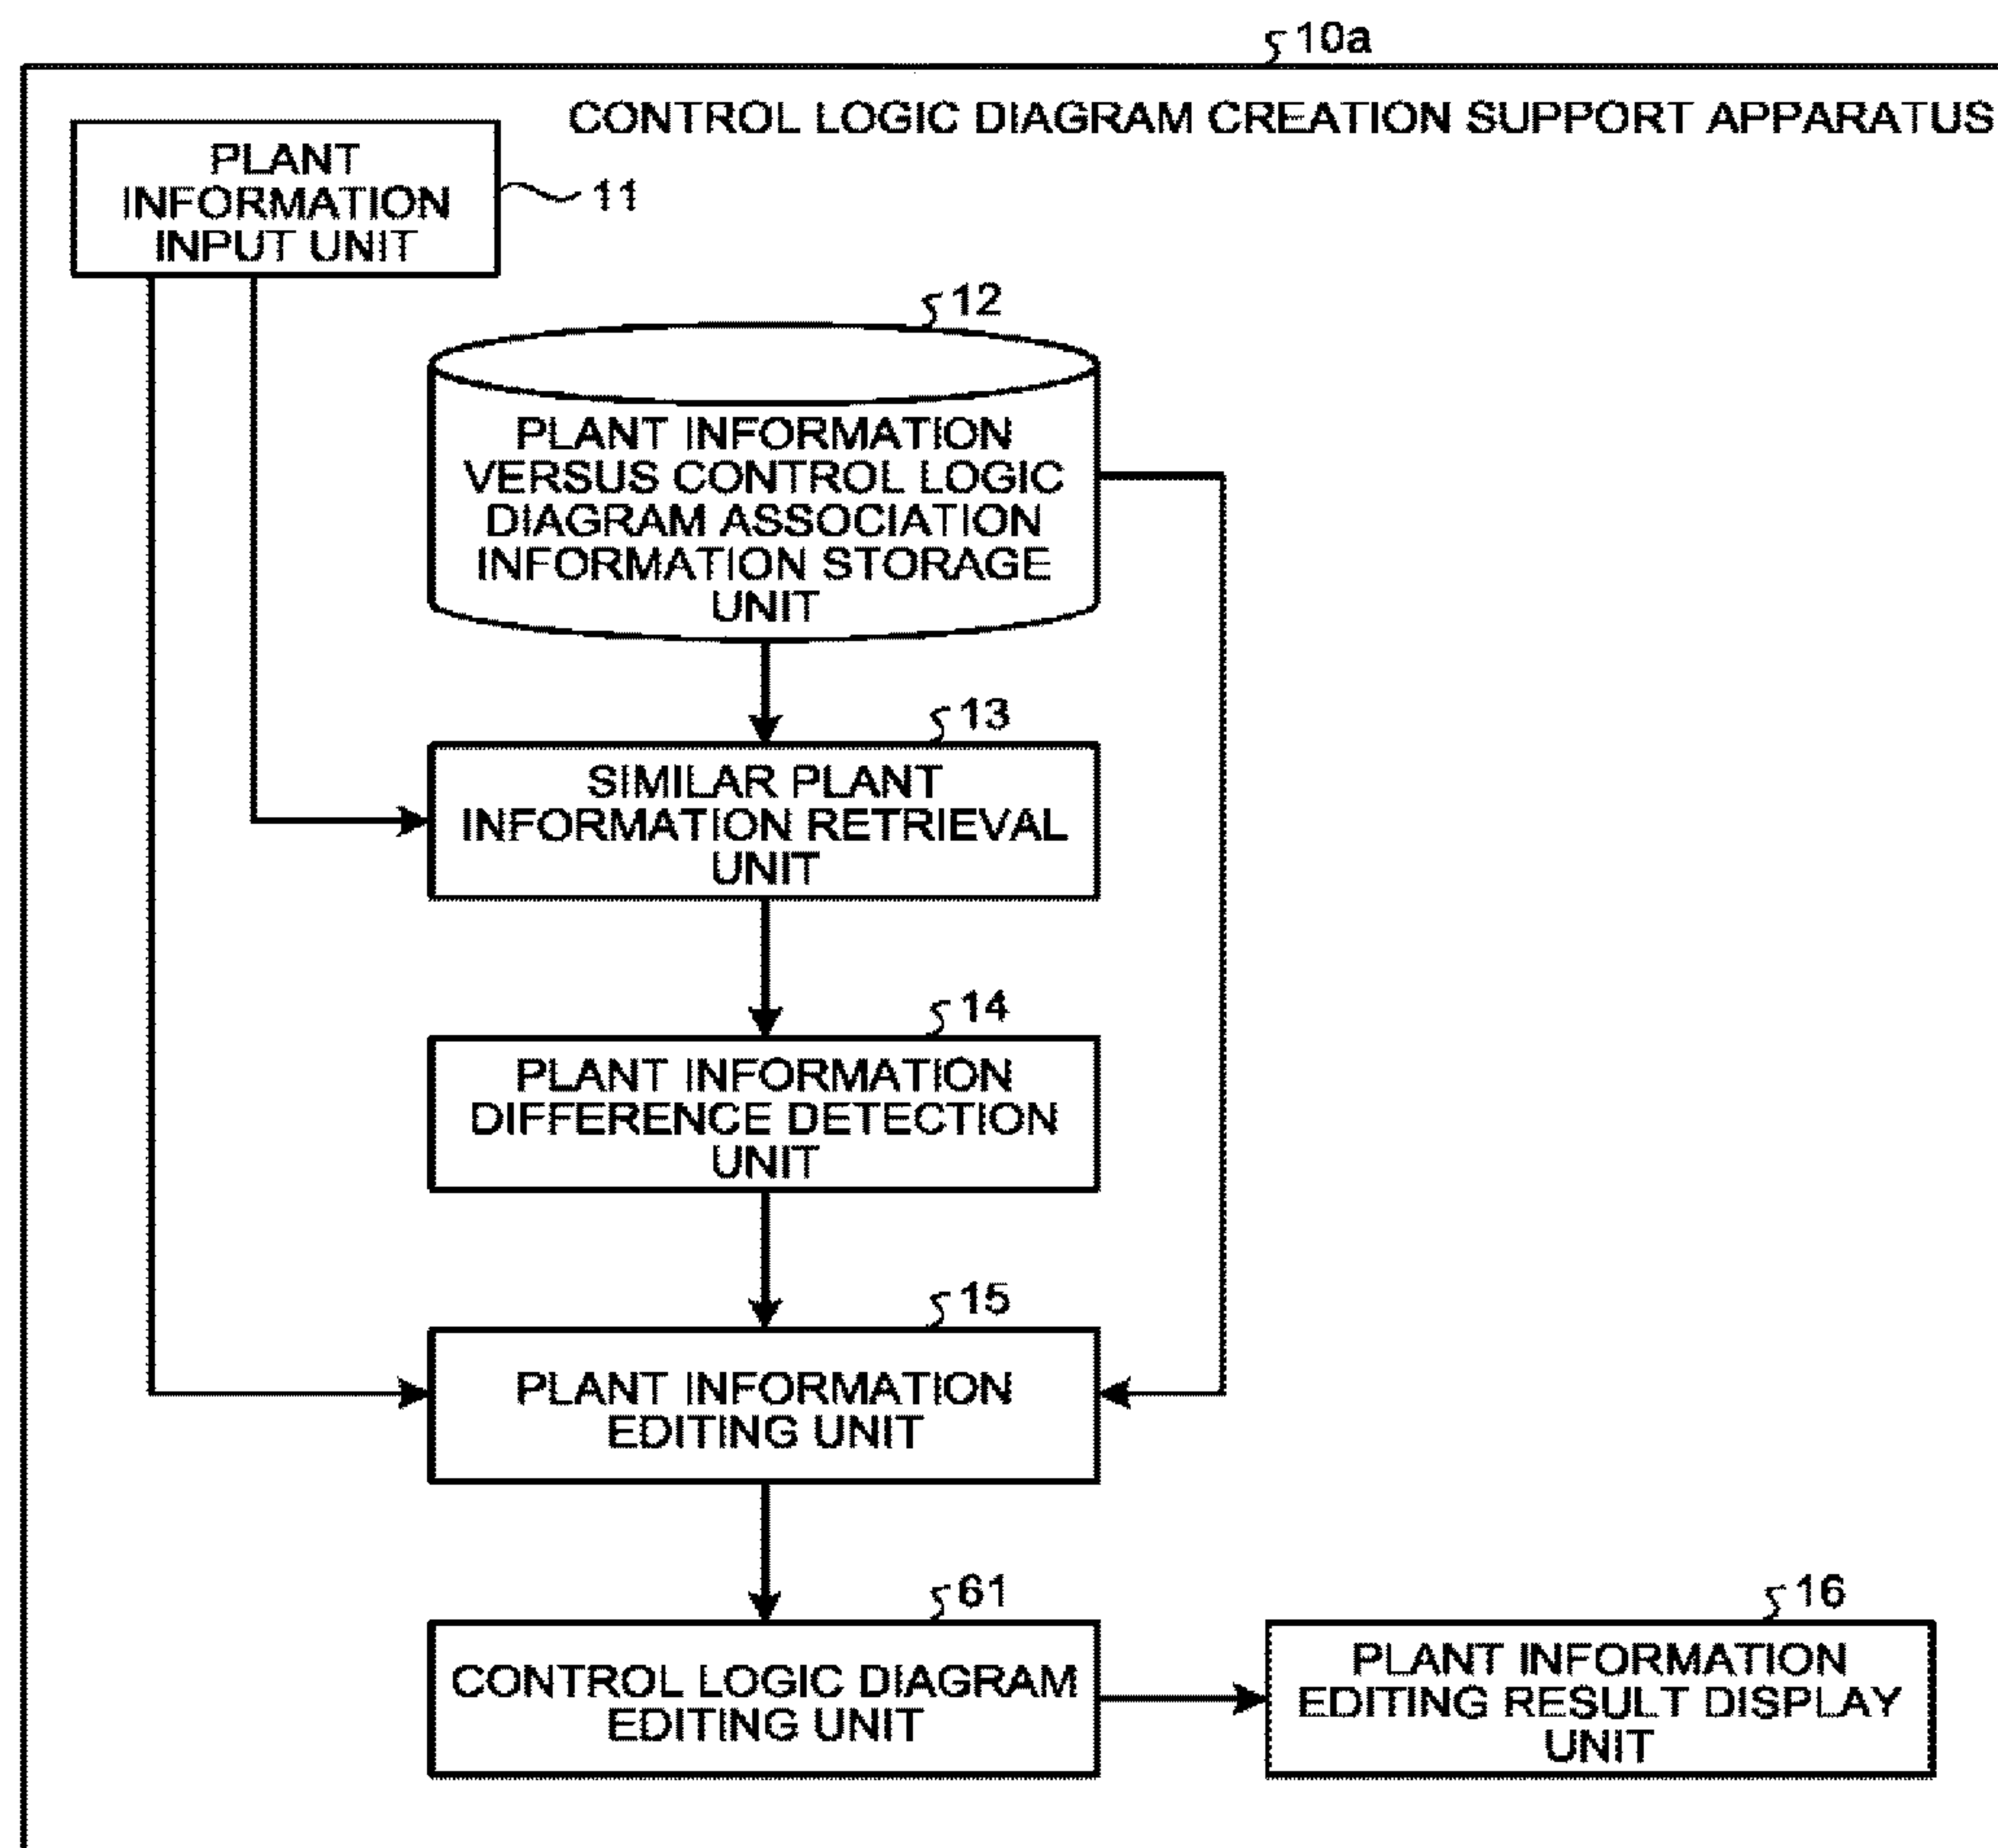 10a
CONTROL LOGIC DIAGRAM CREATION SUPPORT APPARATUS
PLANT
INFORMATION
INPUT UNIT
11
12
PLANT INFORMATION
VERSUS CONTROL LOGIC
DIAGRAM ASSOCIATION
INFORMATION STORAGE
UNIT
13
SIMILAR PLANT
INFORMATION RETRIEVAL
UNIT
14
PLANT INFORMATION
DIFFERENCE DETECTION
UNIT
15
PLANT INFORMATION
EDITING UNIT
61
CONTROL LOGIC DIAGRAM
EDITING UNIT
16
PLANT INFORMATION
EDITING RESULT DISPLAY
UNIT